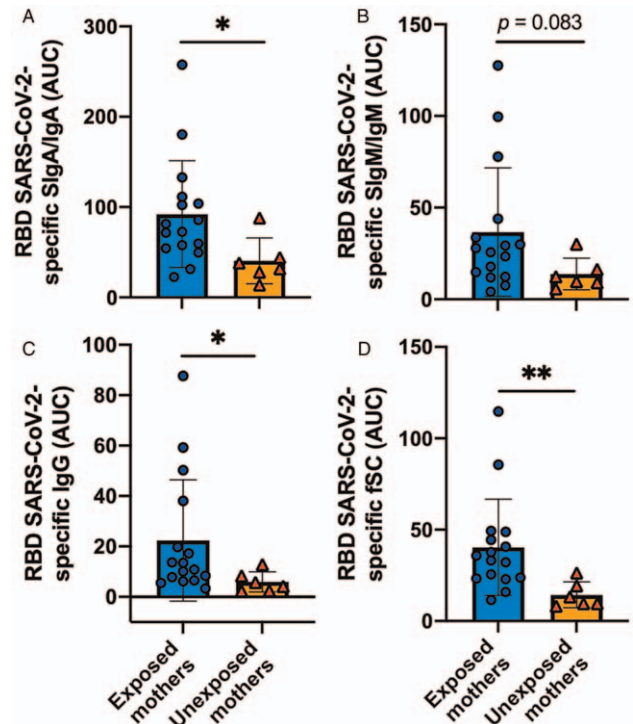 A
RBD SARS-CoV-2-
specific SIgA/IgA (AUC)
300
200
100
0
*
B
RBD SARS-CoV-2-
specific SIgM/IgM (AUC)
150
100
50
0
p = 0.083
C
RBD SARS-CoV-2-
specific IgG (AUC)
100
80
60
40
20
0
*
Exposed
mothers
Unexposed
mothers
D
RBD SARS-CoV-2-
specific fSC (AUC)
150
100
50
0
**
Exposed
mothers
Unexposed
mothers